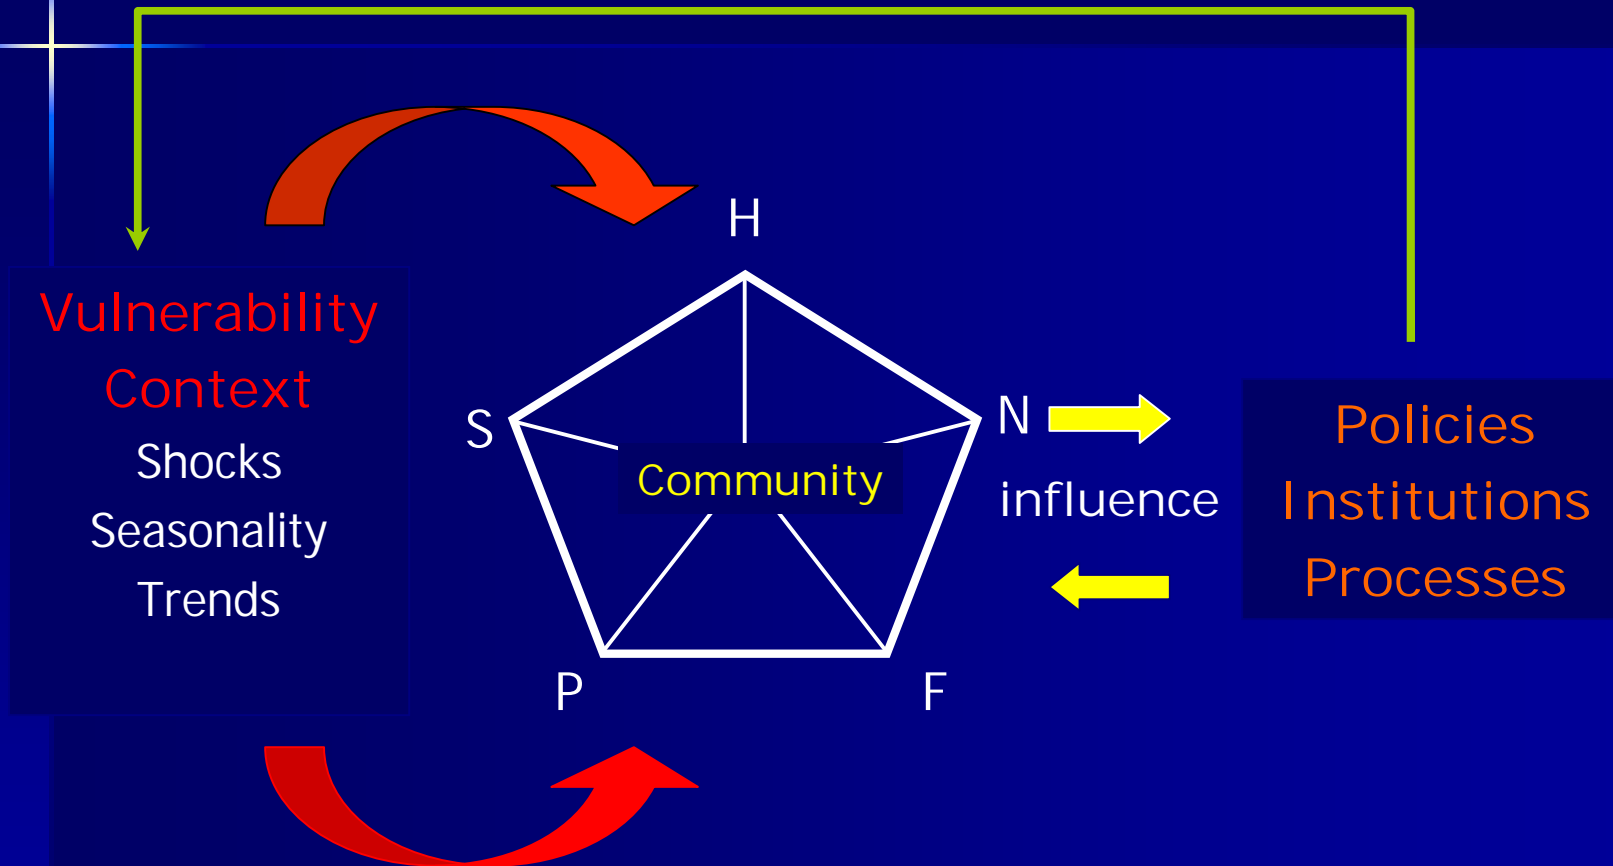 Vulnerability
Context
Shocks
Seasonality
Trends
H
S
N
Community
P
F
influence
Policies
Institutions
Processes